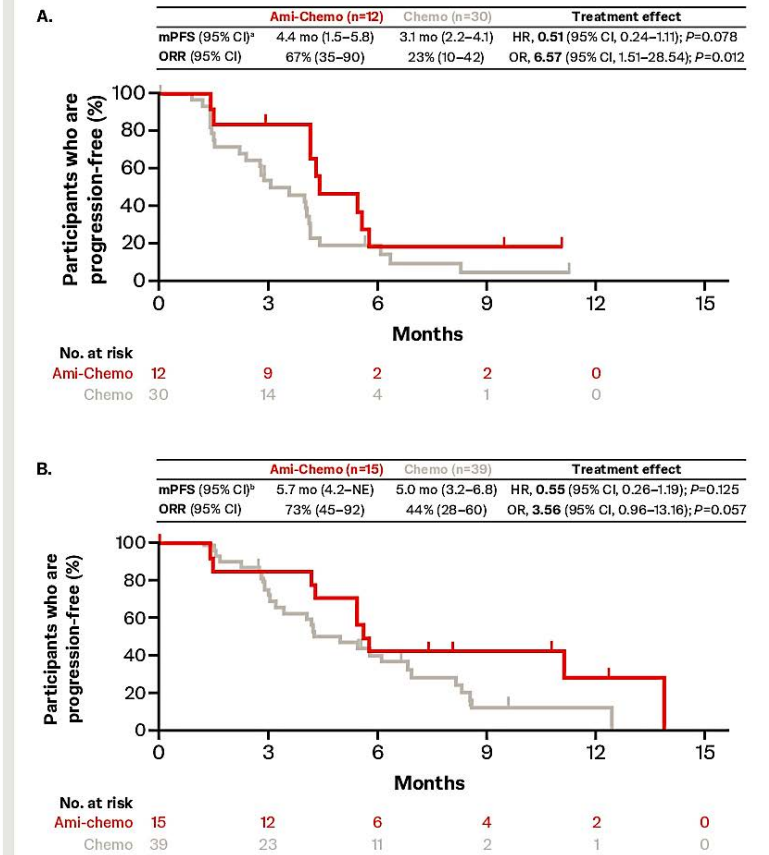 A.
Ami-Chemo (n=12) Chemo (n=30) Treatment effect
mPFS (95% CI)ᵃ 4.4 mo (1.5–5.8) 3.1 mo (2.2–4.1) HR, 0.51 (95% CI, 0.24–1.11); P=0.078
ORR (95% CI) 67% (35–90) 23% (10–42) OR, 6.57 (95% CI, 1.51–28.54); P=0.012
Participants who are
progression-free (%)
100
80
60
40
20
0
0 3 6 9 12 15
Months
No. at risk
Ami-Chemo 12 9 2 2 0
Chemo 30 14 4 1 0
B.
Ami-Chemo (n=15) Chemo (n=39) Treatment effect
mPFS (95% CI)ᵇ 5.7 mo (4.2–NE) 5.0 mo (3.2–6.8) HR, 0.55 (95% CI, 0.26–1.19); P=0.125
ORR (95% CI) 73% (45–92) 44% (28–60) OR, 3.56 (95% CI, 0.96–13.16); P=0.057
Participants who are
progression-free (%)
100
80
60
40
20
0
0 3 6 9 12 15
Months
No. at risk
Ami-chemo 15 12 6 4 2 0
Chemo 39 23 11 2 1 0